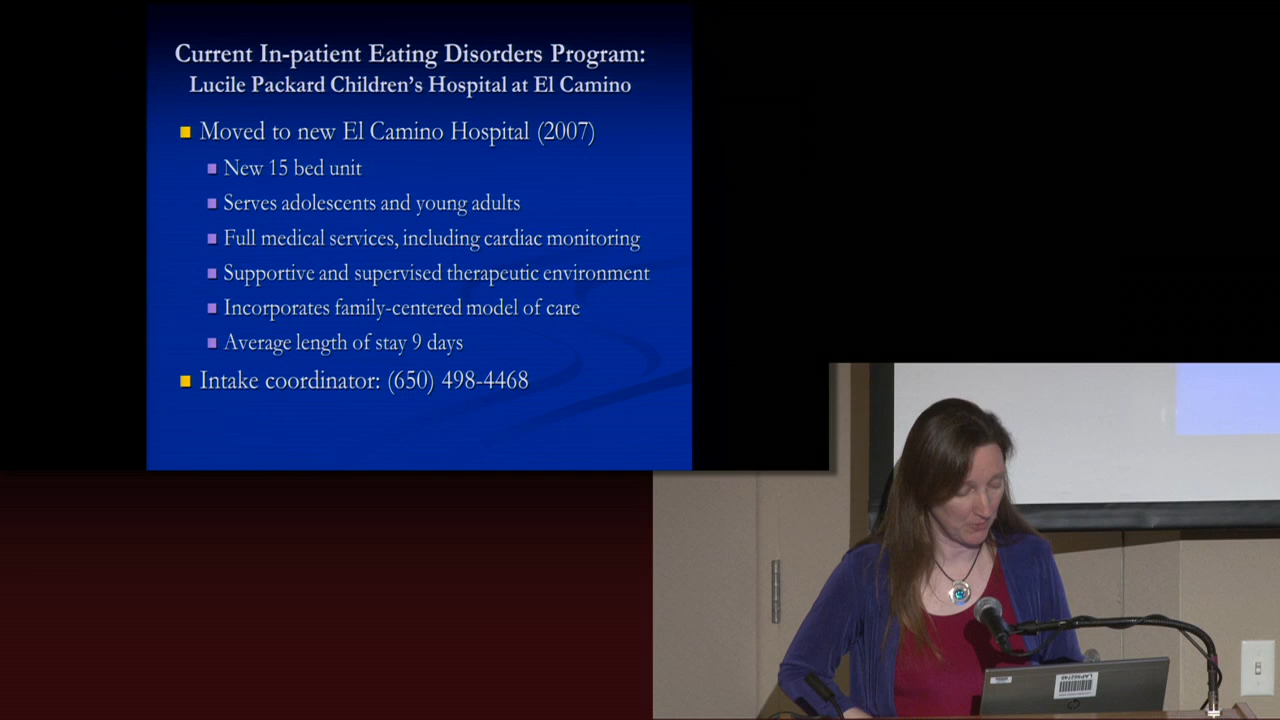 Current In-patient Eating Disorders Program:
Lucile Packard Children's Hospital at El Camino
Moved to new El Camino Hospital (2007)
New 15 bed unit
Serves adolescents and young adults
Full medical services, including cardiac monitoring
Supportive and supervised therapeutic environment
Incorporates family-centered model of care
Average length of stay 9 days
Intake coordinator: (650) 498-4468